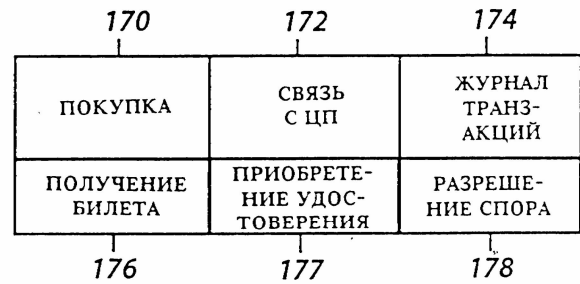 170 172 174
ПОКУПКА
СВЯЗЬ
С ЦП
ЖУРНАЛ
ТРАНЗ-
АКЦИЙ
ПОЛУЧЕНИЕ
БИЛЕТА
ПРИОБРЕТЕ-
НИЕ УДОС-
ТОВЕРЕНИЯ
РАЗРЕШЕ-
НИЕ СПОРА
176 177 178